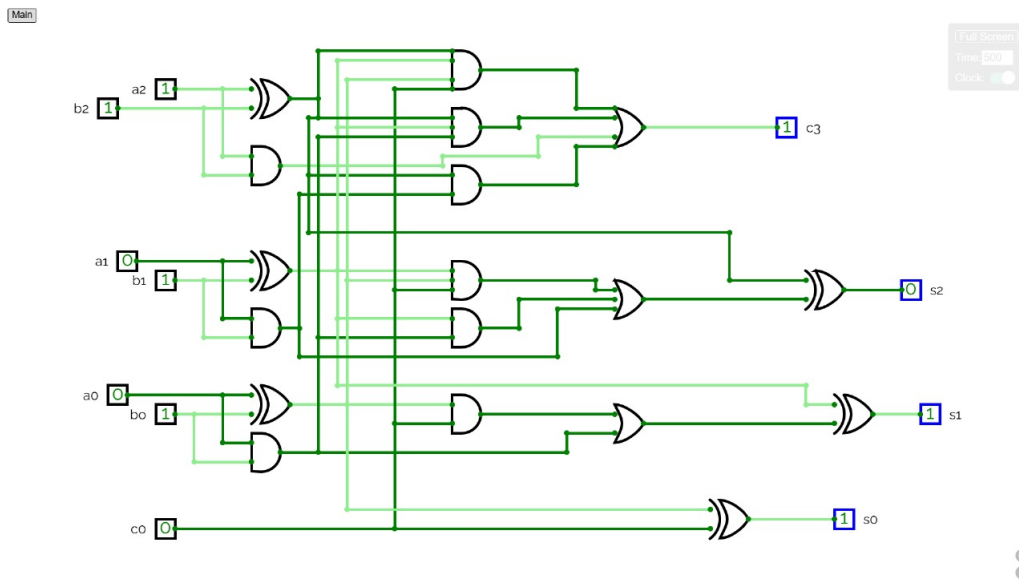 Main
Full Screen
Time: 500
Clock:
a2 1
b2 1
1 c3
a1 0
b1 1
0 s2
a0 0
b0 1
1 s1
c0 0
1 s0